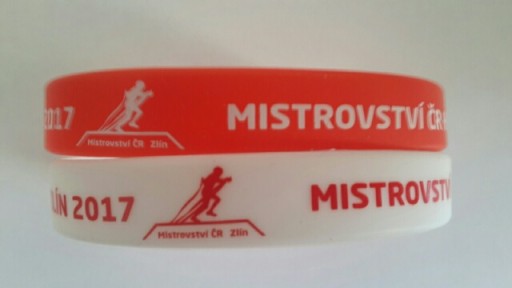 2017 MISTROVSTVÍ ČR
Mistrovství ČR Zlín
LÍN 2017 MISTROVSTV
Mistrovství ČR Zlín